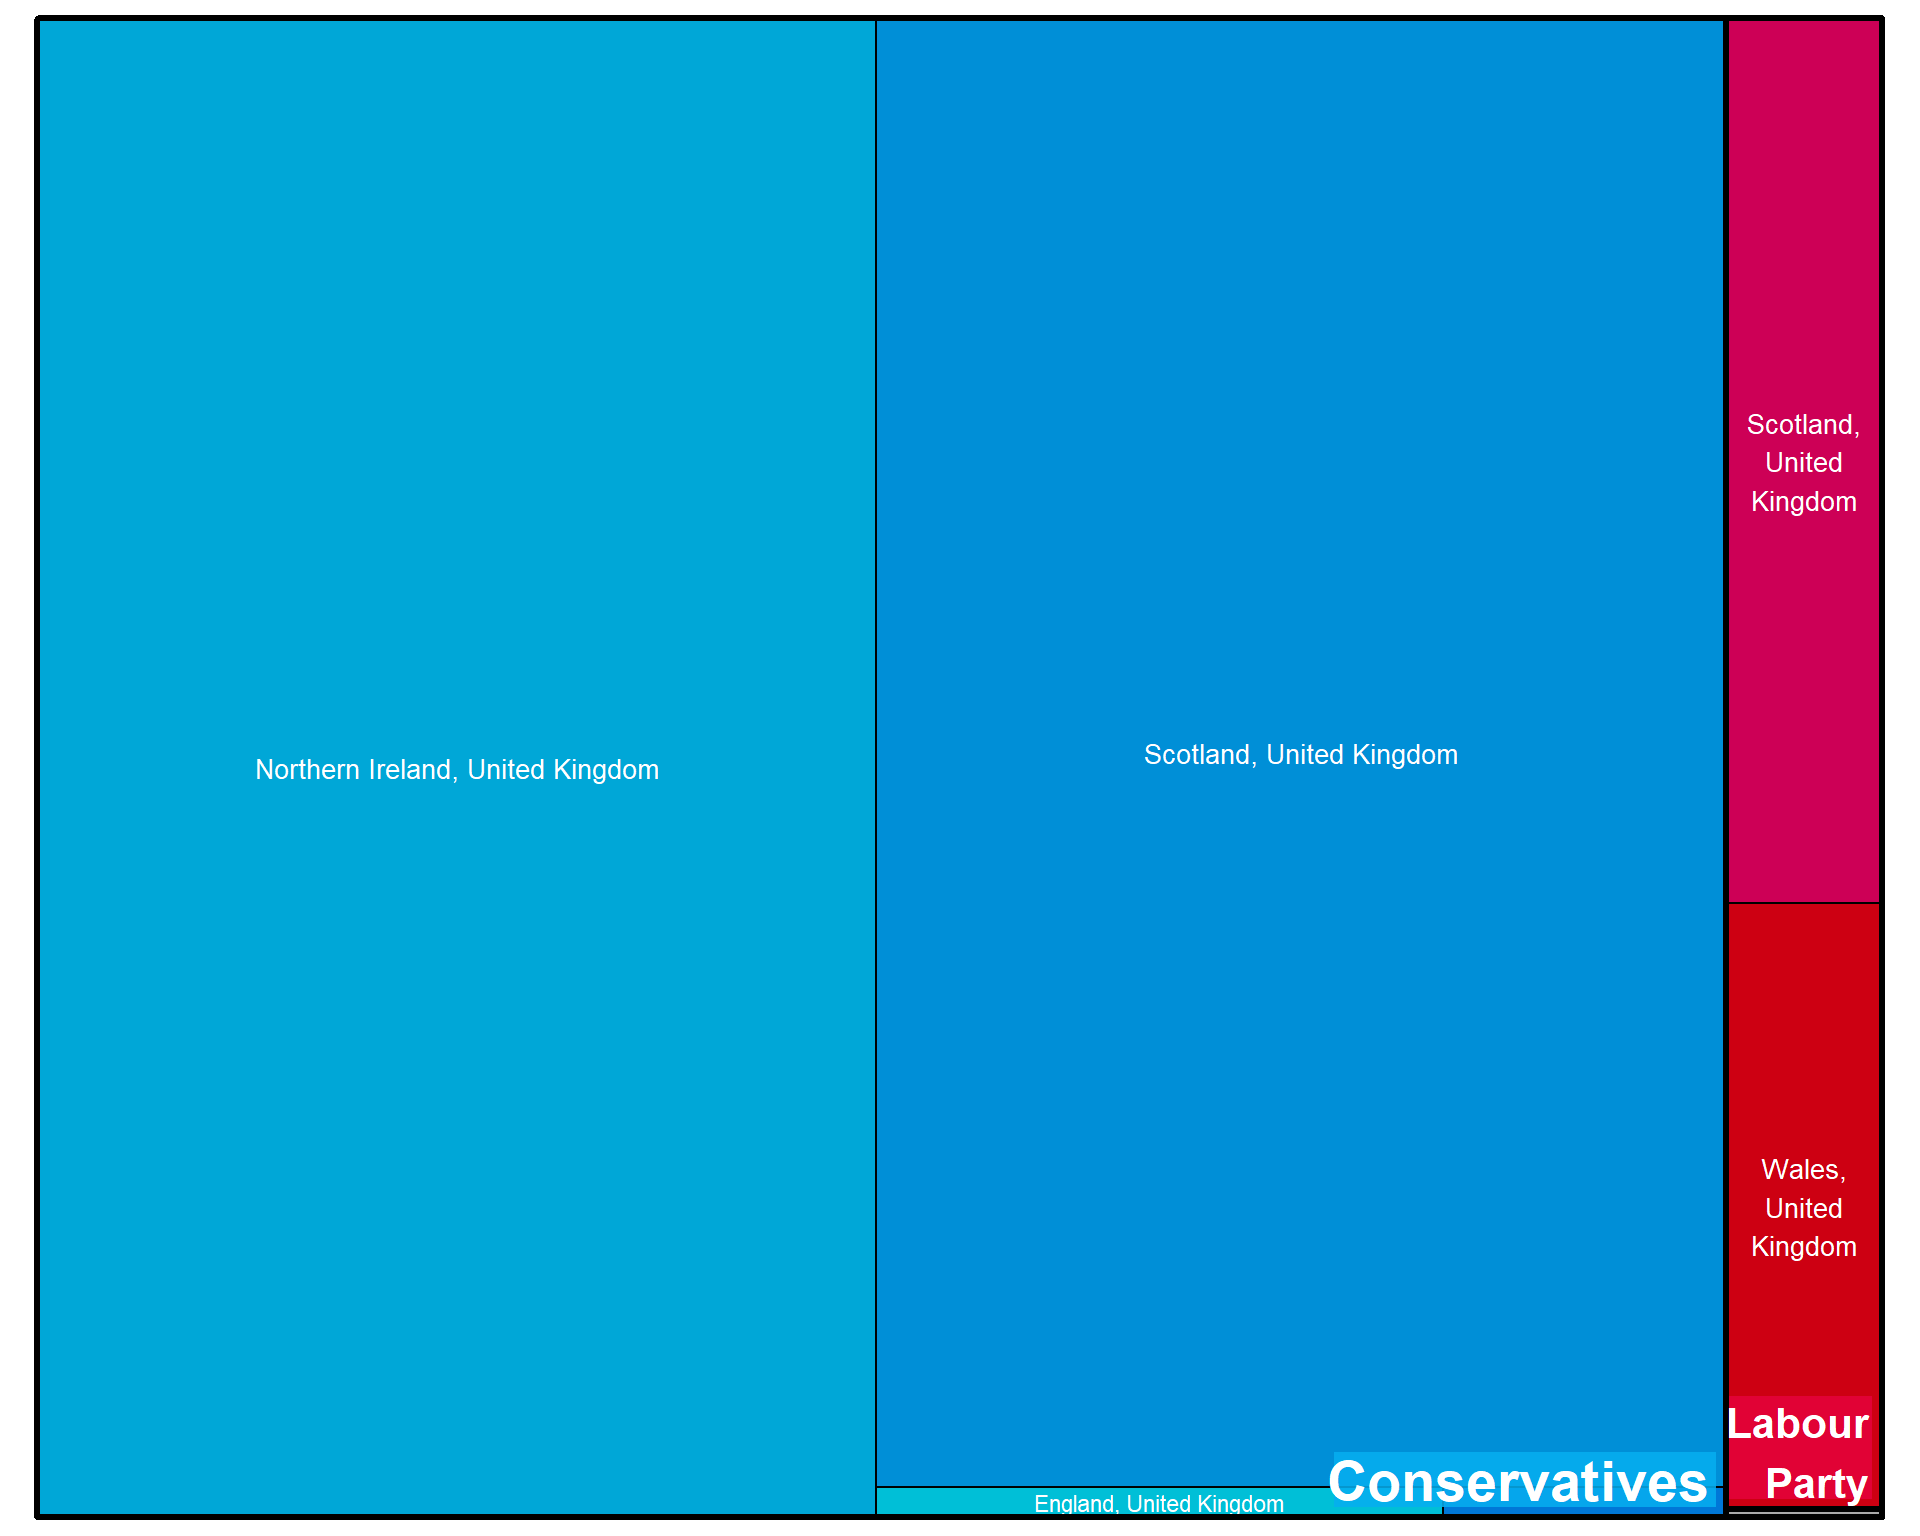 Northern Ireland, United Kingdom
Scotland, United Kingdom
England, United Kingdom
Conservatives
Scotland,
United
Kingdom
Wales,
United
Kingdom
Labour
Party